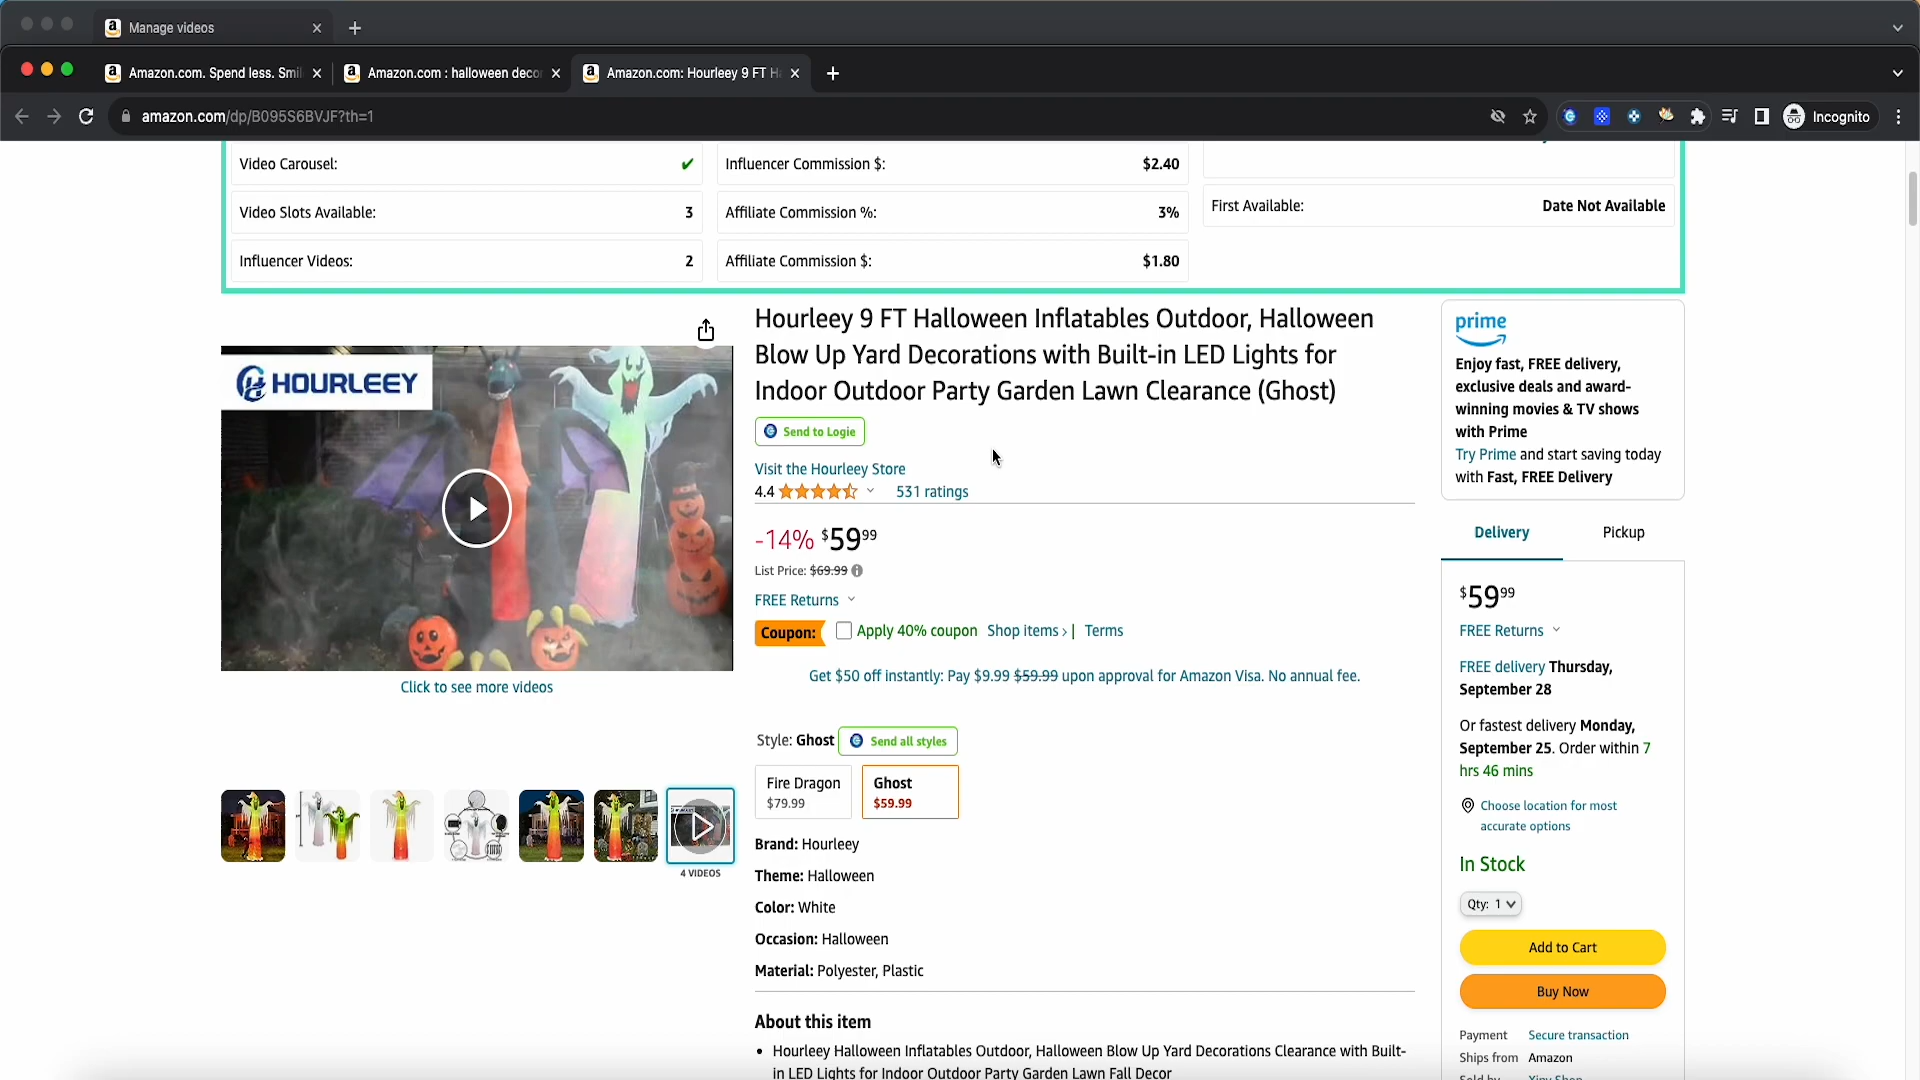 Manage videos
Amazon.com. Spend less. Smil
Amazon.com : halloween decor
Amazon.com: Hourleey 9 FT Ha
amazon.com/dp/B095S6BVJF?th=1
Incognito
Video Carousel: ✔
Video Slots Available: 3
Influencer Videos: 2
Influencer Commission $: $2.40
Affiliate Commission %: 3%
Affiliate Commission $: $1.80
First Available: Date Not Available
HOURLEEY
Click to see more videos
4 VIDEOS
Hourleey 9 FT Halloween Inflatables Outdoor, Halloween
Blow Up Yard Decorations with Built-in LED Lights for
Indoor Outdoor Party Garden Lawn Clearance (Ghost)
Send to Logie
Visit the Hourleey Store
4.4 531 ratings
-14% $59 99
List Price: $69.99
FREE Returns
Coupon: Apply 40% coupon Shop items › | Terms
Get $50 off instantly: Pay $9.99 $59.99 upon approval for Amazon Visa. No annual fee.
Style: Ghost Send all styles
Fire Dragon
$79.99
Ghost
$59.99
Brand: Hourleey
Theme: Halloween
Color: White
Occasion: Halloween
Material: Polyester, Plastic
About this item
• Hourleey Halloween Inflatables Outdoor, Halloween Blow Up Yard Decorations Clearance with Built-
in LED Lights for Indoor Outdoor Party Garden Lawn Fall Decor
prime
Enjoy fast, FREE delivery,
exclusive deals and award-
winning movies & TV shows
with Prime
Try Prime and start saving today
with Fast, FREE Delivery
Delivery Pickup
$59 99
FREE Returns
FREE delivery Thursday,
September 28
Or fastest delivery Monday,
September 25. Order within 7
hrs 46 mins
Choose location for most
accurate options
In Stock
Qty: 1
Add to Cart
Buy Now
Payment Secure transaction
Ships from Amazon